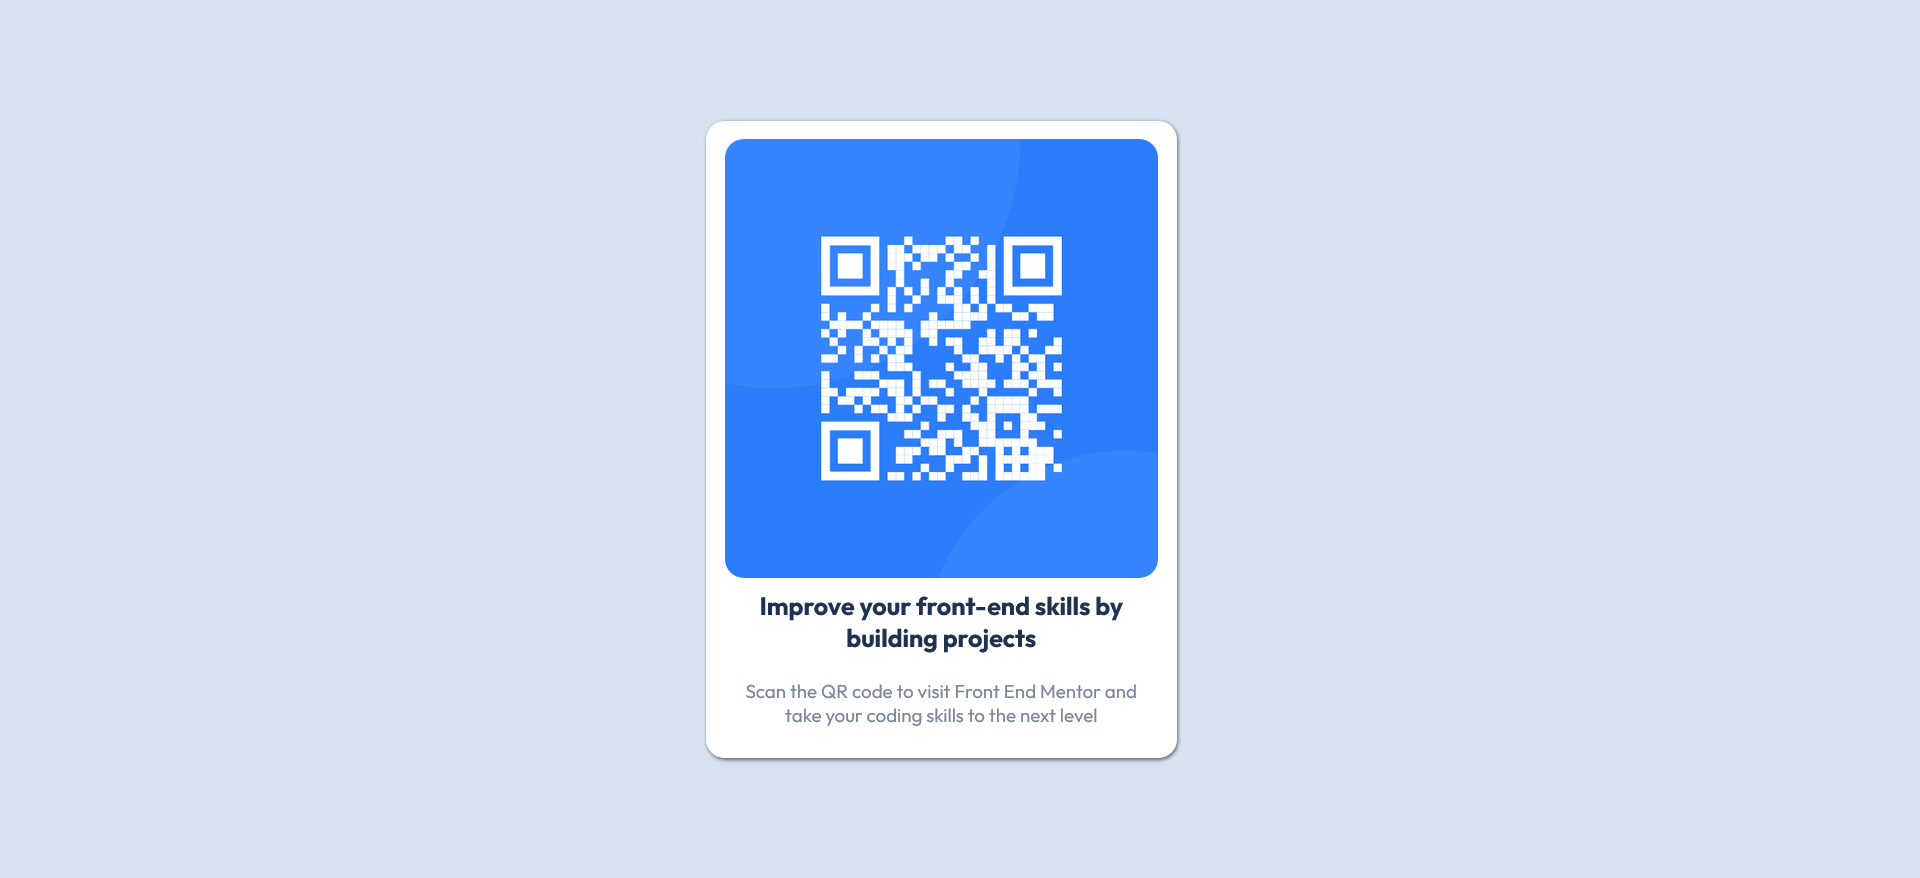 Improve your front-end skills by
building projects
Scan the QR code to visit Front End Mentor and
take your coding skills to the next level